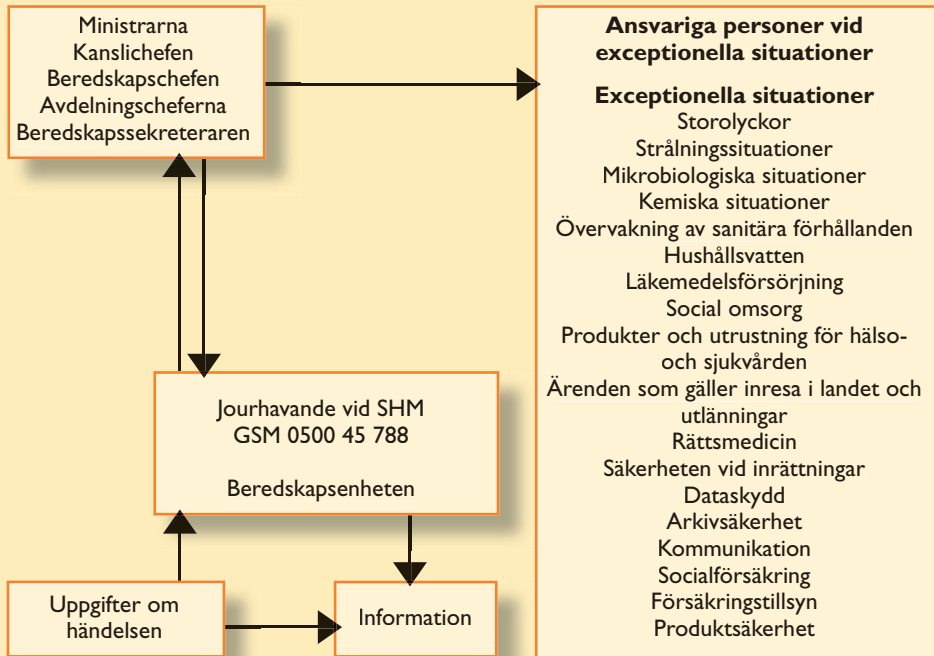 Ministrarna
Kanslichefen
Beredskapschefen
Avdelningscheferna
Beredskapssekreteraren
Ansvariga personer vid
exceptionella situationer
Exceptionella situationer
Storolyckor
Strålningssituationer
Mikrobiologiska situationer
Kemiska situationer
Övervakning av sanitära förhållanden
Hushållsvatten
Läkemedelsförsörjning
Social omsorg
Produkter och utrustning för hälso-
och sjukvården
Ärenden som gäller inresa i landet och
utlänningar
Rättsmedicin
Säkerheten vid inrättningar
Dataskydd
Arkivsäkerhet
Kommunikation
Socialförsäkring
Försäkringstillsyn
Produktsäkerhet
Jourhavande vid SHM
GSM 0500 45 788
Beredskapsenheten
Uppgifter om
händelsen
Information